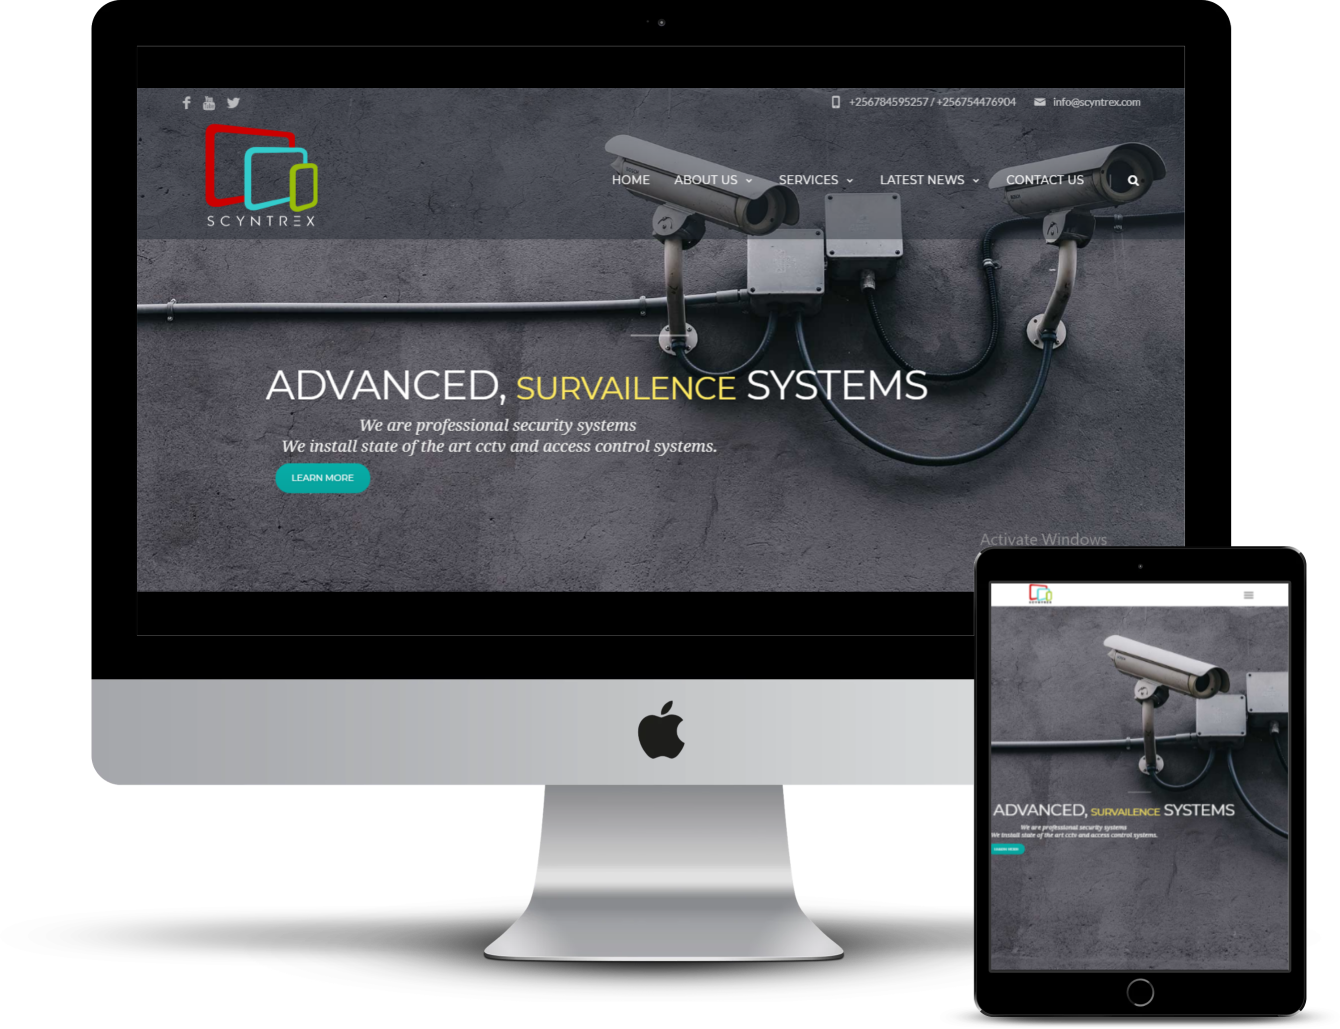 +256784595257 / +256754476904 info@scyntrex.com
SCYNTREX
HOME ABOUT US SERVICES LATEST NEWS CONTACT US
ADVANCED, SURVAILENCE SYSTEMS
We are professional security systems
We install state of the art cctv and access control systems.
LEARN MORE
Activate Windows
SCYNTREX
ADVANCED, SURVAILENCE SYSTEMS
We are professional security systems
We install state of the art cctv and access control systems.
LEARN MORE